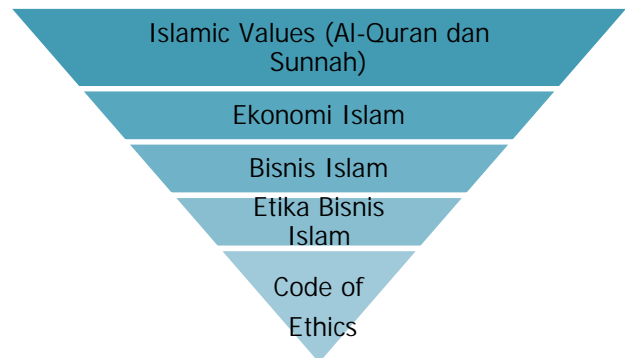 Islamic Values (Al-Quran dan
Sunnah)
Ekonomi Islam
Bisnis Islam
Etika Bisnis
Islam
Code of
Ethics